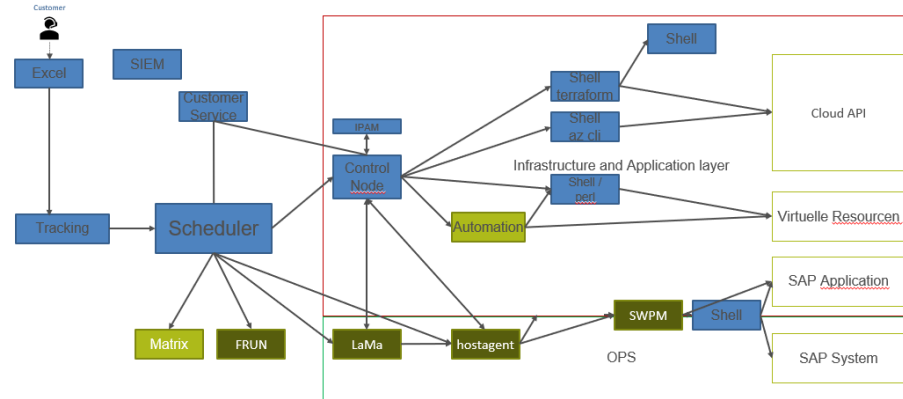 Customer
Excel
SIEM
Customer
Service
Shell
Shell
terraform
Cloud API
IPAM
Shell
az cli
Infrastructure and Application layer
Control
Node
Shell /
perl
Tracking
Scheduler
Automation
Virtuelle Resourcen
SAP Application
Matrix
FRUN
LaMa
hostagent
SWPM
Shell
OPS
SAP System